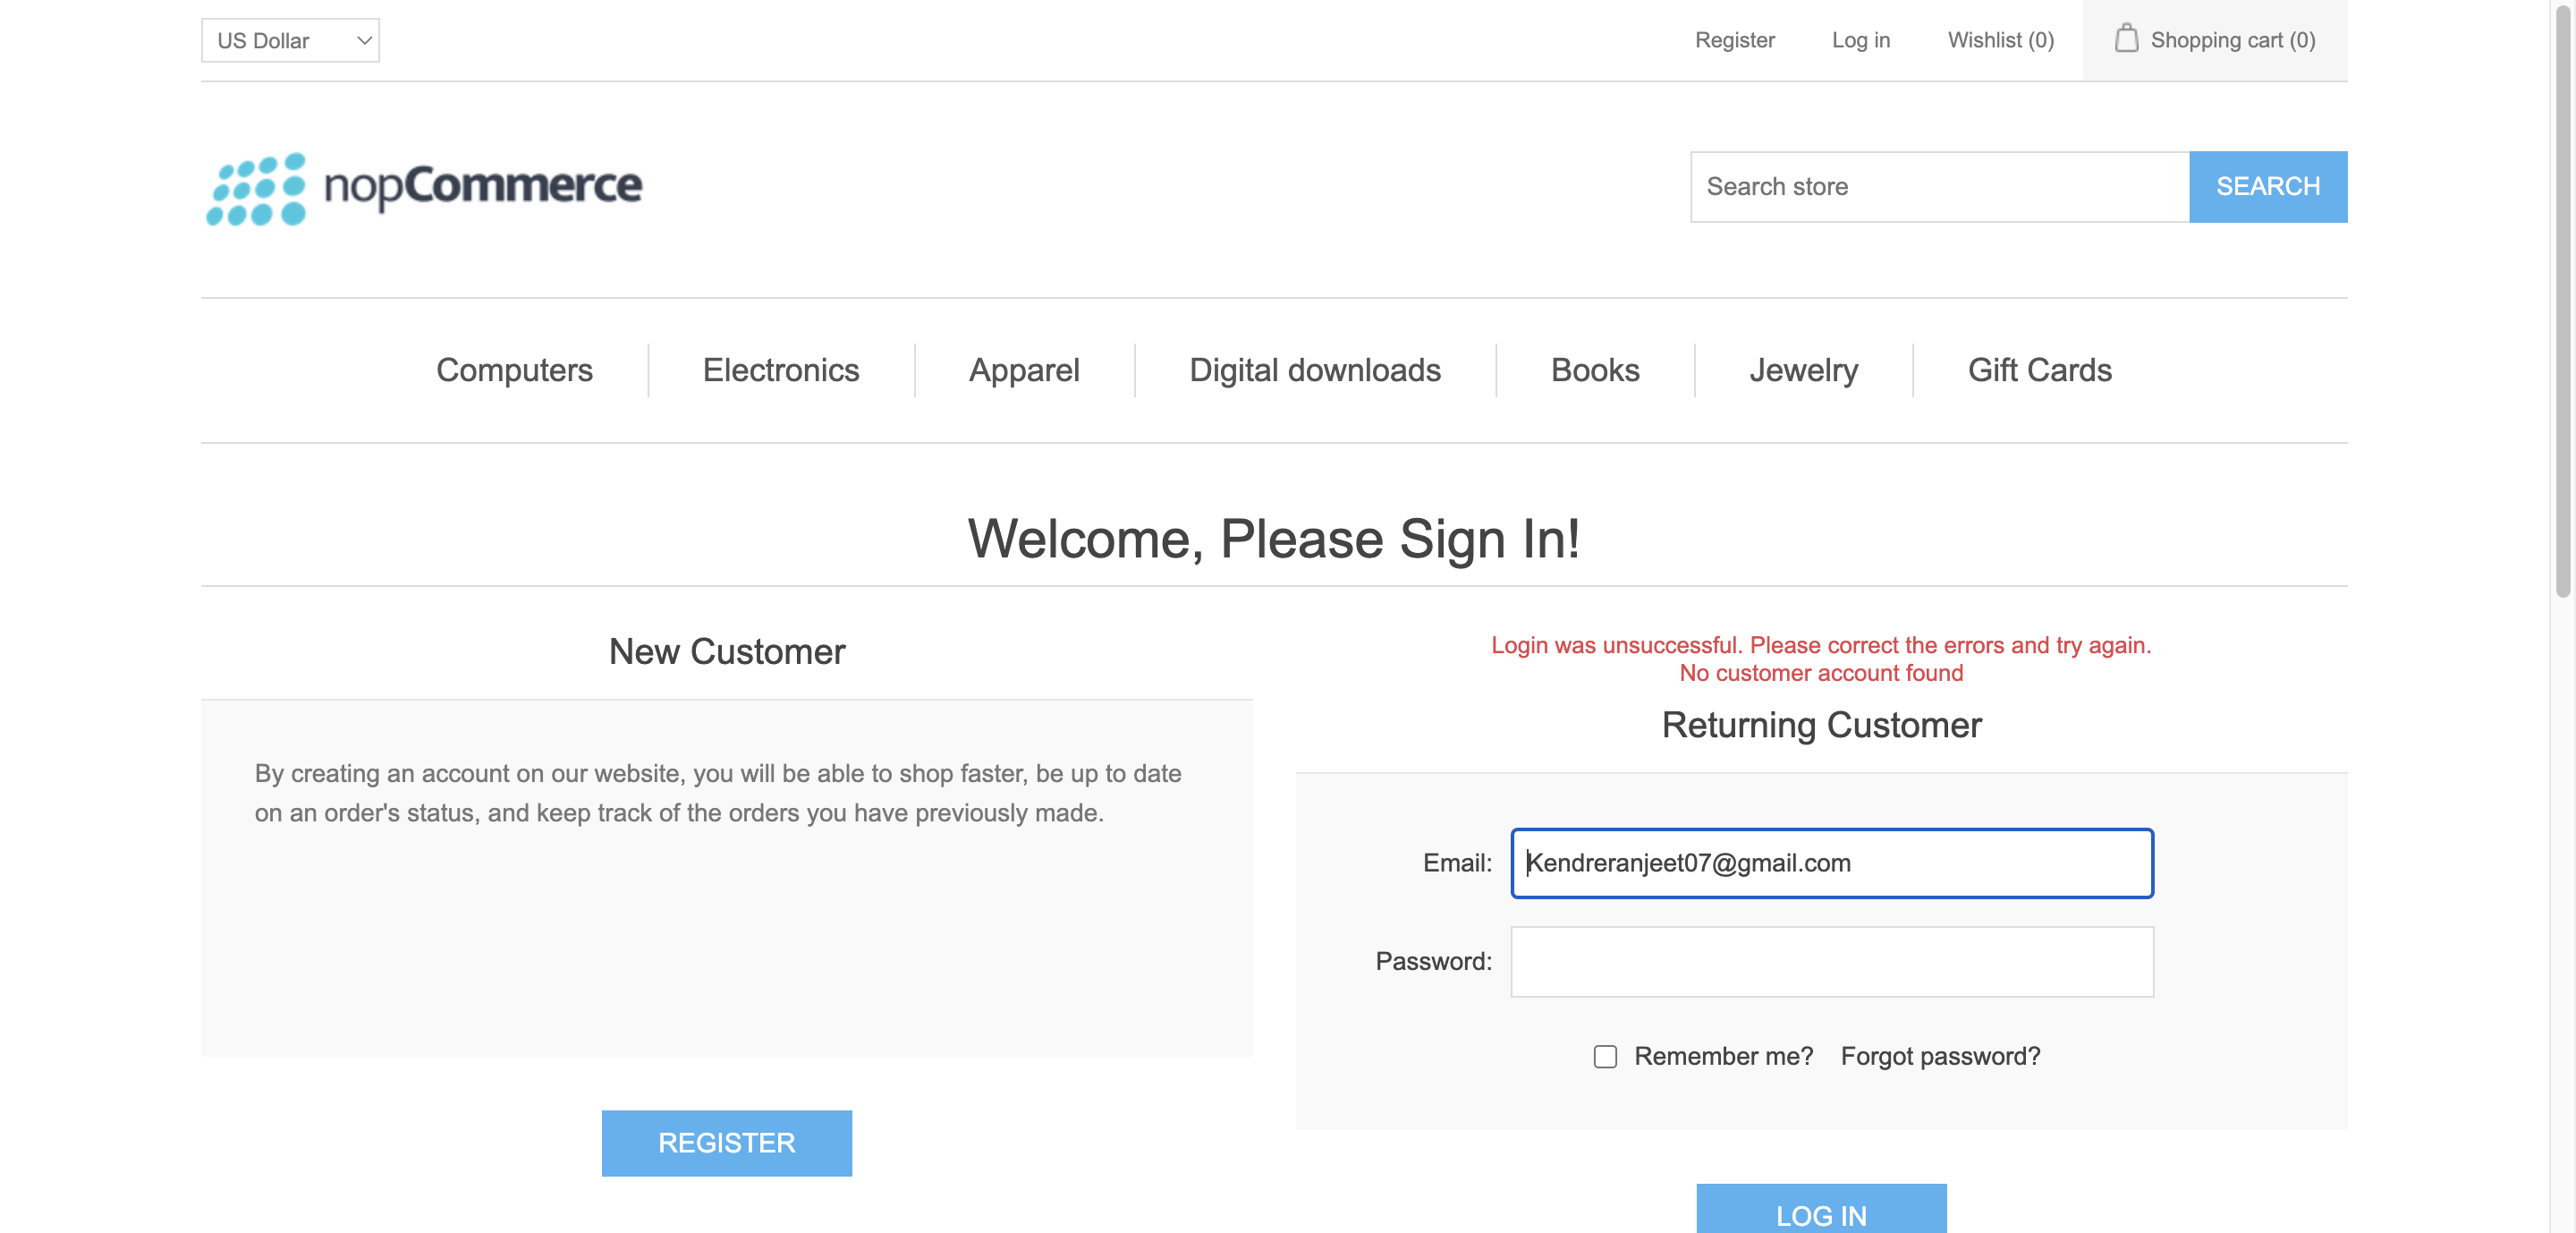 US Dollar
Register
Log in
Wishlist (0)
Shopping cart (0)
nopCommerce
Search store
SEARCH
Computers
Electronics
Apparel
Digital downloads
Books
Jewelry
Gift Cards
Welcome, Please Sign In!
New Customer
By creating an account on our website, you will be able to shop faster, be up to date
on an order's status, and keep track of the orders you have previously made.
REGISTER
Login was unsuccessful. Please correct the errors and try again.
No customer account found
Returning Customer
Email:
Kendreranjeet07@gmail.com
Password:
Remember me?
Forgot password?
LOG IN